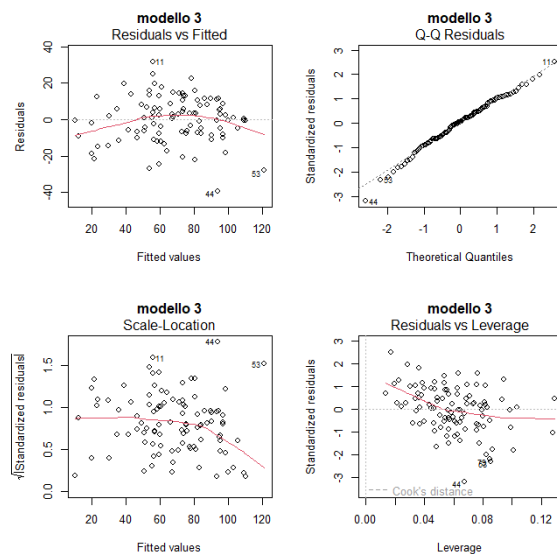 modello 3
Residuals vs Fitted
Residuals
40
20
0
-20
-40
11
44
53
20 40 60 80 100 120
Fitted values
modello 3
Q-Q Residuals
Standardized residuals
3
2
1
0
-1
-2
-3
11
53
44
-2 -1 0 1 2
Theoretical Quantiles
modello 3
Scale-Location
√|Standardized residuals|
1.5
1.0
0.5
0.0
11
44
53
20 40 60 80 100 120
Fitted values
modello 3
Residuals vs Leverage
Standardized residuals
3
2
1
0
-1
-2
-3
44
Cook's distance
0.00 0.04 0.08 0.12
Leverage